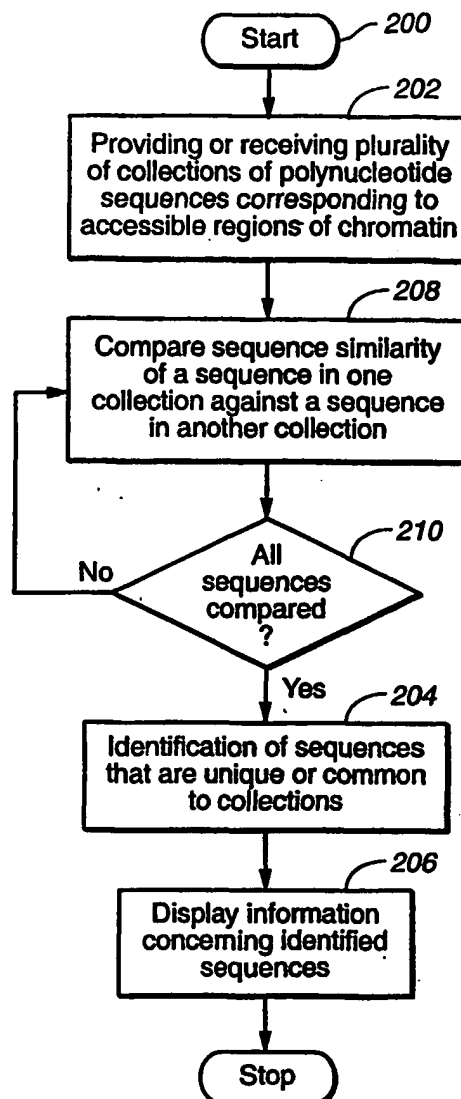 Start
200
202
Providing or receiving plurality
of collections of polynucleotide
sequences corresponding to
accessible regions of chromatin
208
Compare sequence similarity
of a sequence in one
collection against a sequence
in another collection
210
All
sequences
compared
?
No
Yes
204
Identification of sequences
that are unique or common
to collections
206
Display information
concerning identified
sequences
Stop